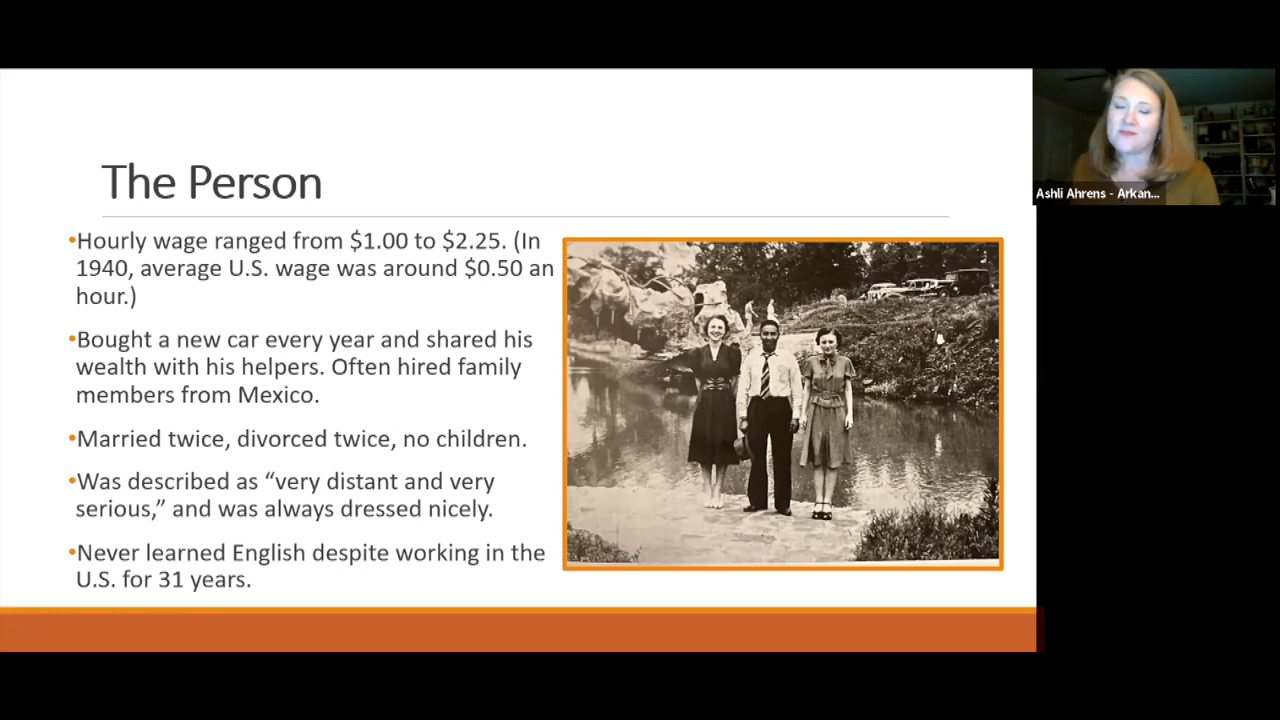 The Person
•Hourly wage ranged from $1.00 to $2.25. (In
1940, average U.S. wage was around $0.50 an
hour.)
•Bought a new car every year and shared his
wealth with his helpers. Often hired family
members from Mexico.
•Married twice, divorced twice, no children.
•Was described as “very distant and very
serious,” and was always dressed nicely.
•Never learned English despite working in the
U.S. for 31 years.
Ashli Ahrens - Arkan...